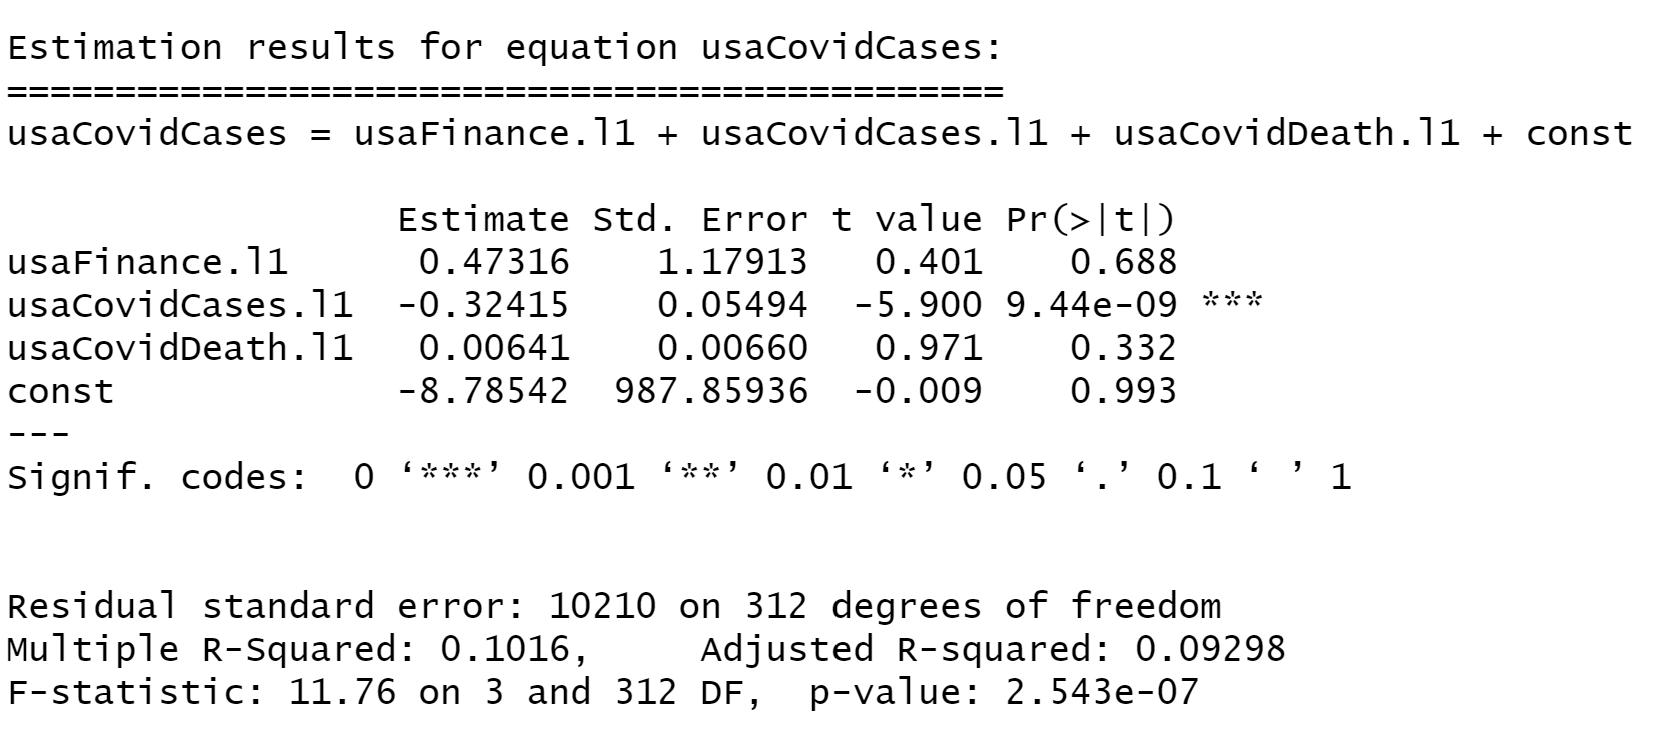 Estimation results for equation usaCovidCases:
==============================================
usaCovidCases = usaFinance.l1 + usaCovidCases.l1 + usaCovidDeath.l1 + const
Estimate Std. Error t value Pr(>|t|)
usaFinance.l1 0.47316 1.17913 0.401 0.688
usaCovidCases.l1 -0.32415 0.05494 -5.900 9.44e-09 ***
usaCovidDeath.l1 0.00641 0.00660 0.971 0.332
const -8.78542 987.85936 -0.009 0.993
---
Signif. codes: 0 ‘***’ 0.001 ‘**’ 0.01 ‘*’ 0.05 ‘.’ 0.1 ‘ ’ 1
Residual standard error: 10210 on 312 degrees of freedom
Multiple R-Squared: 0.1016, Adjusted R-squared: 0.09298
F-statistic: 11.76 on 3 and 312 DF, p-value: 2.543e-07